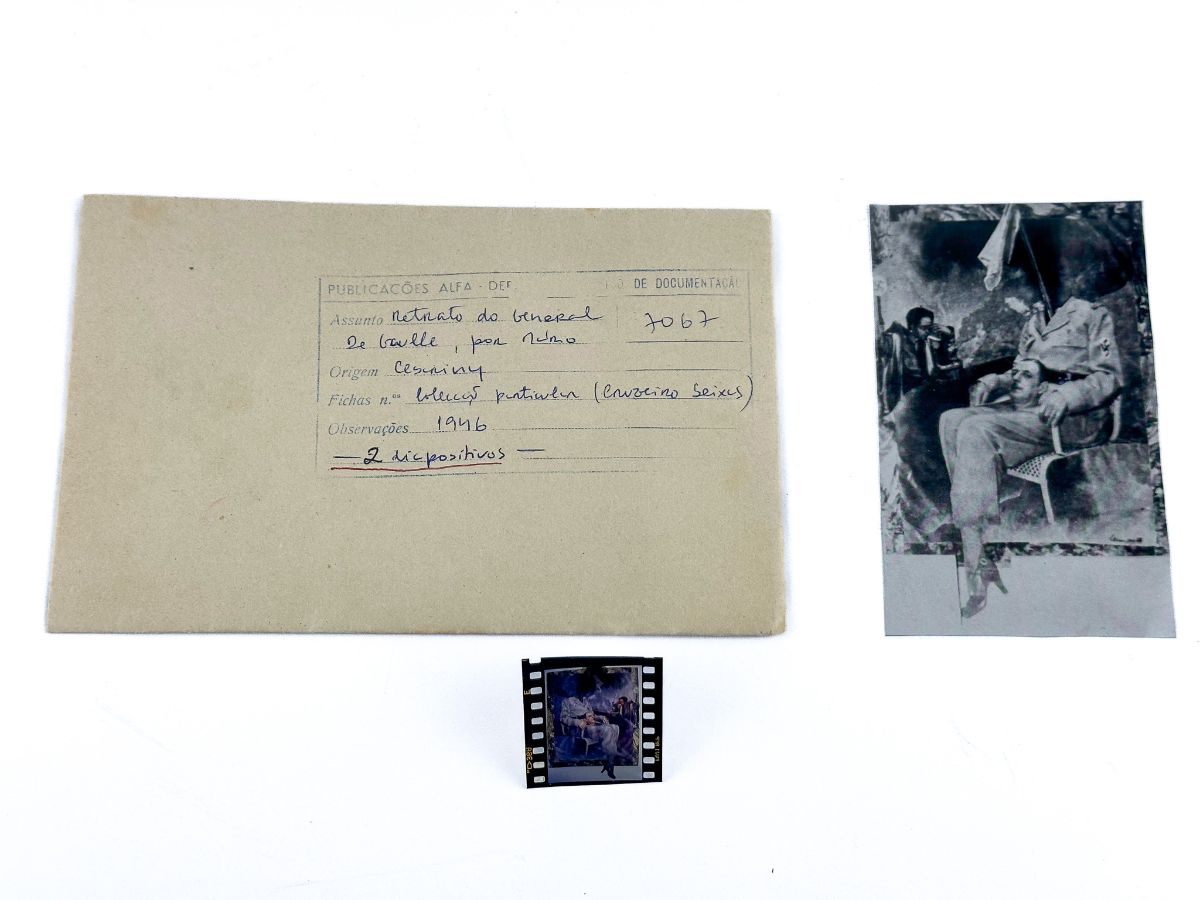 PUBLICAÇÕES ALFA - DEP. DE DOCUMENTAÇÃO
Assunto Retrato do General 7067
De Gaulle, por Mário
Origem Cesariny
Fichas n.os Colecção particular (Cruzeiro Seixas)
Observações 1946
— 2 diapositivos —